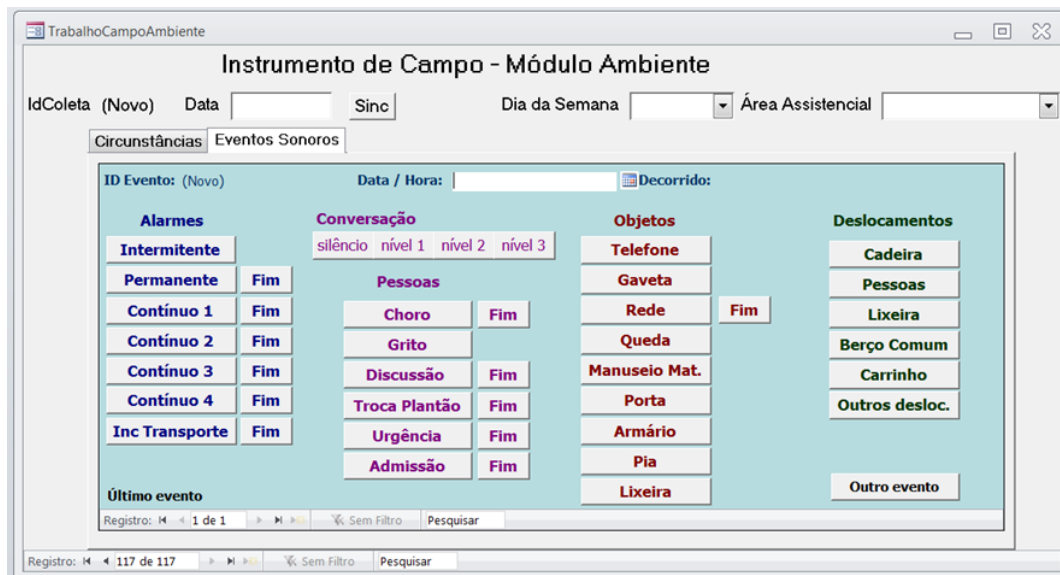 TrabalhoCampoAmbiente
Instrumento de Campo - Módulo Ambiente
IdColeta (Novo) Data Sinc Dia da Semana Área Assistencial
Circunstâncias Eventos Sonoros
ID Evento: (Novo) Data / Hora: Decorrido:
Alarmes
Intermitente
Permanente Fim
Contínuo 1 Fim
Contínuo 2 Fim
Contínuo 3 Fim
Contínuo 4 Fim
Inc Transporte Fim
Conversação
silêncio nível 1 nível 2 nível 3
Pessoas
Choro Fim
Grito
Discussão Fim
Troca Plantão Fim
Urgência Fim
Admissão Fim
Objetos
Telefone
Gaveta
Rede Fim
Queda
Manuseio Mat.
Porta
Armário
Pia
Lixeira
Deslocamentos
Cadeira
Pessoas
Lixeira
Berço Comum
Carrinho
Outros desloc.
Outro evento
Último evento
Registro: 1 de 1 Sem Filtro Pesquisar
Registro: 117 de 117 Sem Filtro Pesquisar